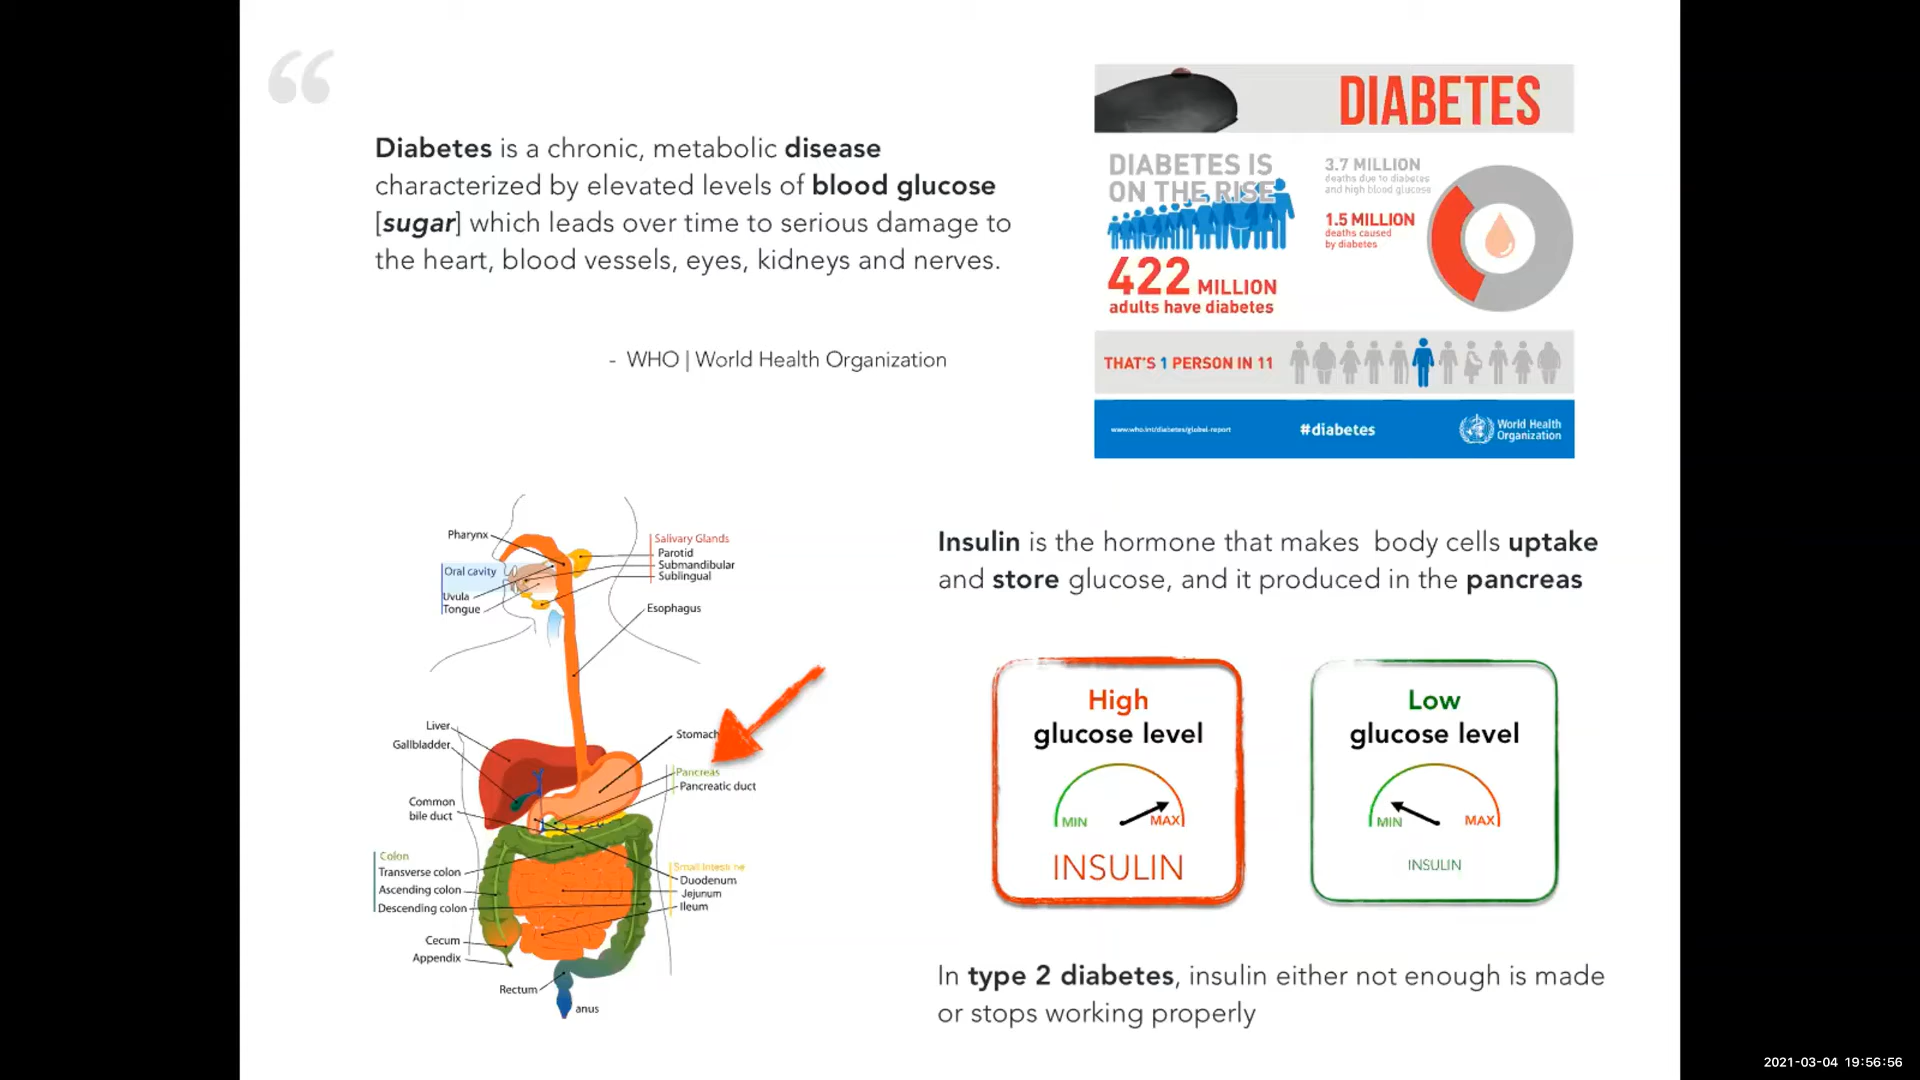 “
Diabetes is a chronic, metabolic disease
characterized by elevated levels of blood glucose
[sugar] which leads over time to serious damage to
the heart, blood vessels, eyes, kidneys and nerves.
- WHO | World Health Organization
DIABETES
DIABETES IS
ON THE RISE
422 MILLION
adults have diabetes
3.7 MILLION
deaths due to diabetes
and high blood glucose
1.5 MILLION
deaths caused
by diabetes
THAT'S 1 PERSON IN 11
www.who.int/diabetes/global-report
#diabetes
World Health
Organization
Pharynx
Oral cavity
Uvula
Tongue
Salivary Glands
Parotid
Submandibular
Sublingual
Esophagus
Liver
Gallbladder
Common
bile duct
Stomach
Pancreas
Pancreatic duct
Colon
Transverse colon
Ascending colon
Descending colon
Cecum
Appendix
Small intestine
Duodenum
Jejunum
Ileum
Rectum
anus
Insulin is the hormone that makes body cells uptake
and store glucose, and it produced in the pancreas
High
glucose level
MIN MAX
INSULIN
Low
glucose level
MIN MAX
INSULIN
In type 2 diabetes, insulin either not enough is made
or stops working properly
2021-03-04 19:56:56